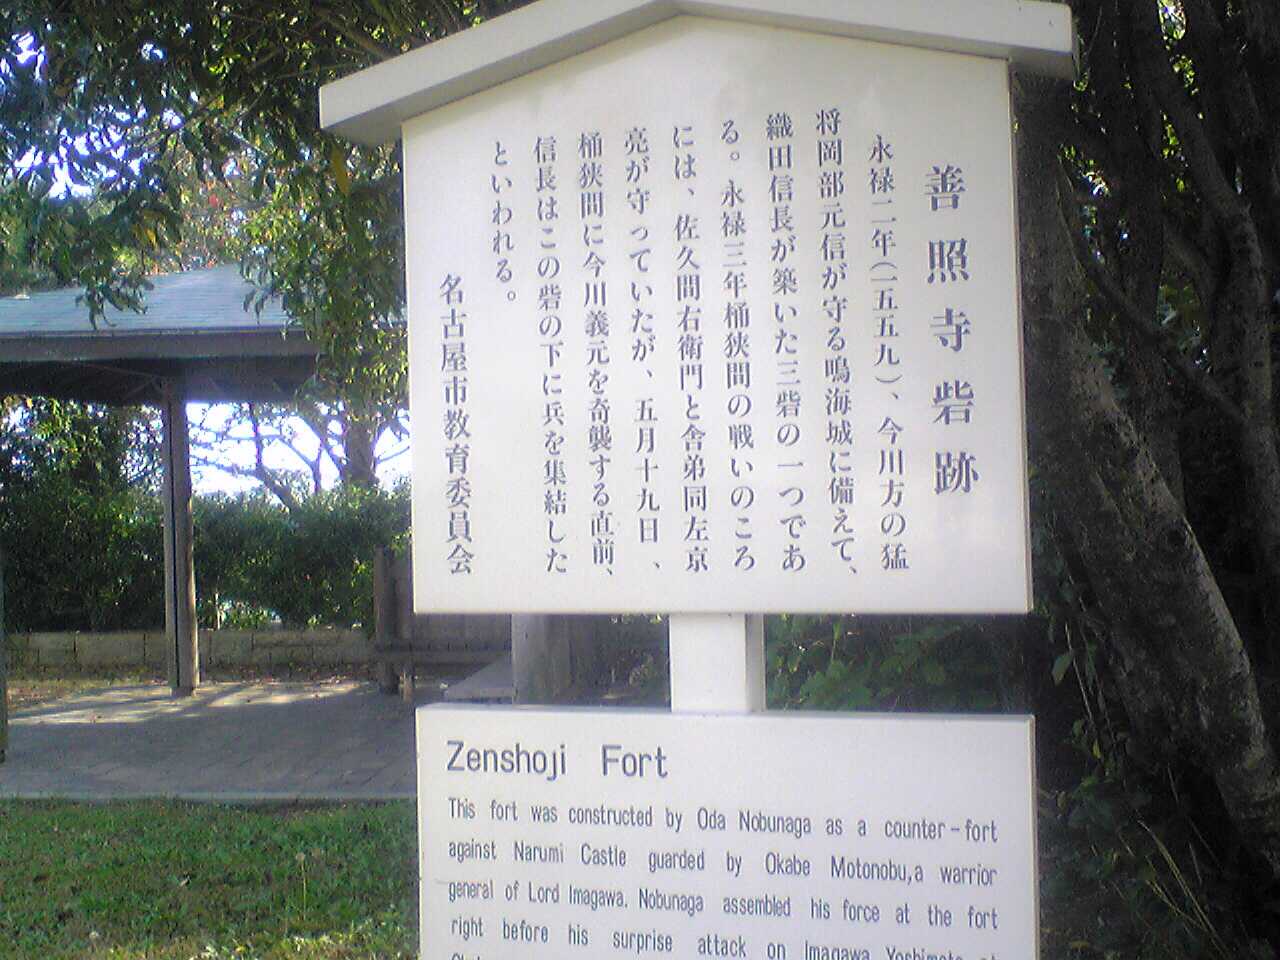 善照寺砦跡
永禄二年(一五五九)、今川方の猛
将岡部元信が守る鳴海城に備えて、
織田信長が築いた三砦の一つであ
る。永禄三年桶狭間の戦いのころ
には、佐久間右衛門と舎弟同左京
亮が守っていたが、五月十九日、
桶狭間に今川義元を奇襲する直前、
信長はこの砦の下に兵を集結した
といわれる。
名古屋市教育委員会
Zenshoji Fort
This fort was constructed by Oda Nobunaga as a counter-fort
against Narumi Castle guarded by Okabe Motonobu,a warrior
general of Lord Imagawa. Nobunaga assembled his force at the fort
right before his surprise attack on Imagawa Yoshimoto at